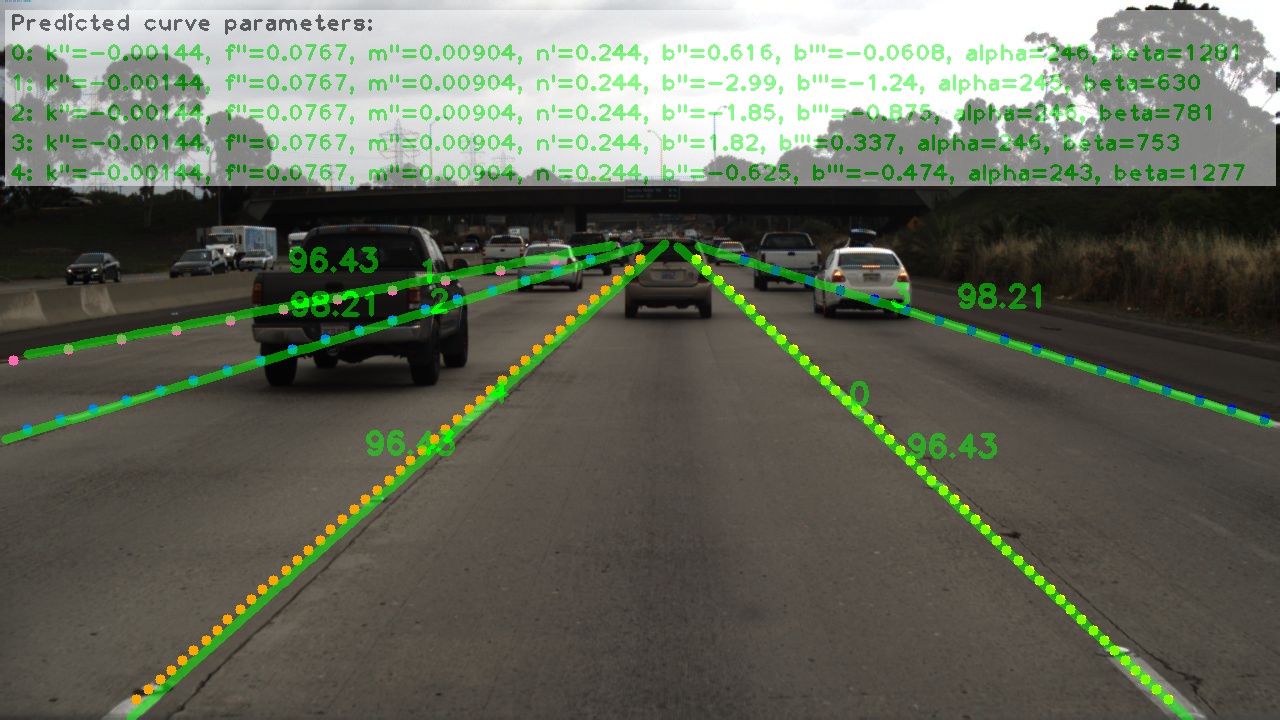 Predicted curve parameters:
0: k''=-0.00144, f''=0.0767, m''=0.00904, n'=0.244, b''=0.616, b'''=-0.0608, alpha=246, beta=1281
1: k''=-0.00144, f''=0.0767, m''=0.00904, n'=0.244, b''=-2.99, b'''=-1.24, alpha=246, beta=630
2: k''=-0.00144, f''=0.0767, m''=0.00904, n'=0.244, b''=-1.85, b'''=-0.875, alpha=246, beta=781
3: k''=-0.00144, f''=0.0767, m''=0.00904, n'=0.244, b''=1.82, b'''=0.337, alpha=246, beta=753
4: k''=-0.00144, f''=0.0767, m''=0.00904, n'=0.244, b''=-0.625, b'''=-0.474, alpha=243, beta=1277
96.43
1
98.21
2
98.21
4
0
96.43
96.43